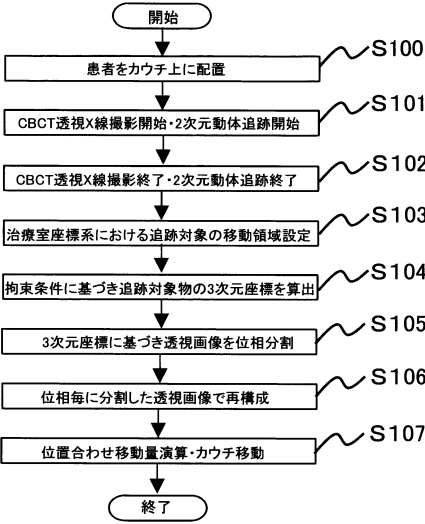 開始
患者をカウチ上に配置 S100
CBCT透視X線撮影開始・2次元動体追跡開始 S101
CBCT透視X線撮影終了・2次元動体追跡終了 S102
治療室座標系における追跡対象の移動領域設定 S103
拘束条件に基づき追跡対象物の3次元座標を算出 S104
3次元座標に基づき透視画像を位相分割 S105
位相毎に分割した透視画像で再構成 S106
位置合わせ移動量演算・カウチ移動 S107
終了